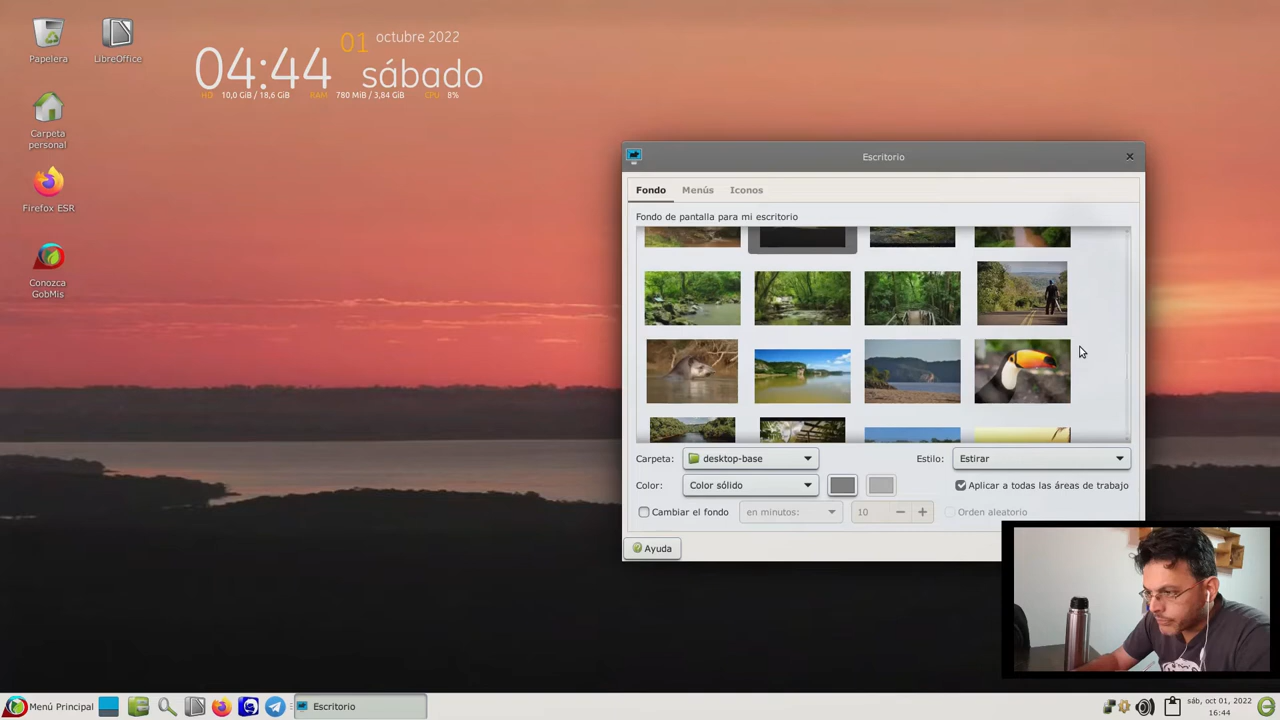 Papelera
LibreOffice
04:44
01
octubre 2022
sábado
HD 10,0 GiB / 18,6 GiB RAM 780 MiB / 3,84 GiB CPU 8%
Carpeta
personal
Firefox ESR
Conozca
GobMis
Escritorio
Fondo Menús Iconos
Fondo de pantalla para mi escritorio
Carpeta: desktop-base Estilo: Estirar
Color: Color sólido Aplicar a todas las áreas de trabajo
Cambiar el fondo en minutos: 10 Orden aleatorio
Ayuda
Menú Principal
Escritorio
sáb, oct 01, 2022
16:44